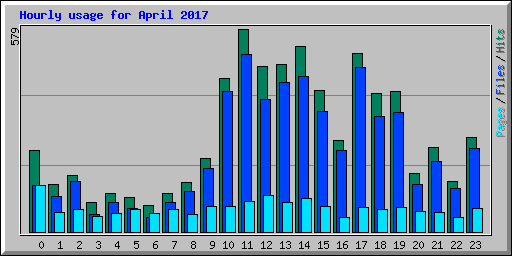 Hourly usage for April 2017
579
Pages / Files / Hits
0 1 2 3 4 5 6 7 8 9 10 11 12 13 14 15 16 17 18 19 20 21 22 23